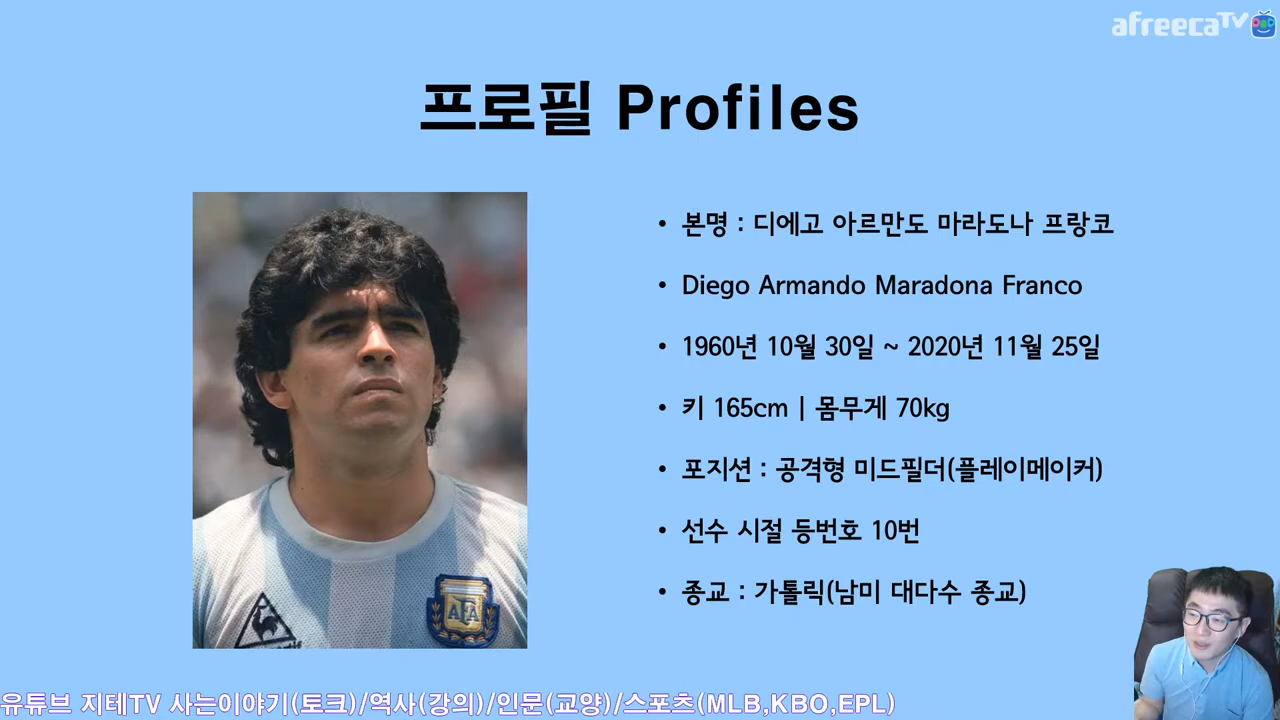 afreecaTV
프로필 Profiles
• 본명 : 디에고 아르만도 마라도나 프랑코
• Diego Armando Maradona Franco
• 1960년 10월 30일 ~ 2020년 11월 25일
• 키 165cm | 몸무게 70kg
• 포지션 : 공격형 미드필더(플레이메이커)
• 선수 시절 등번호 10번
• 종교 : 가톨릭(남미 대다수 종교)
AFA
유튜브 지테TV 사는이야기(토크)/역사(강의)/인문(교양)/스포츠(MLB,KBO,EPL)